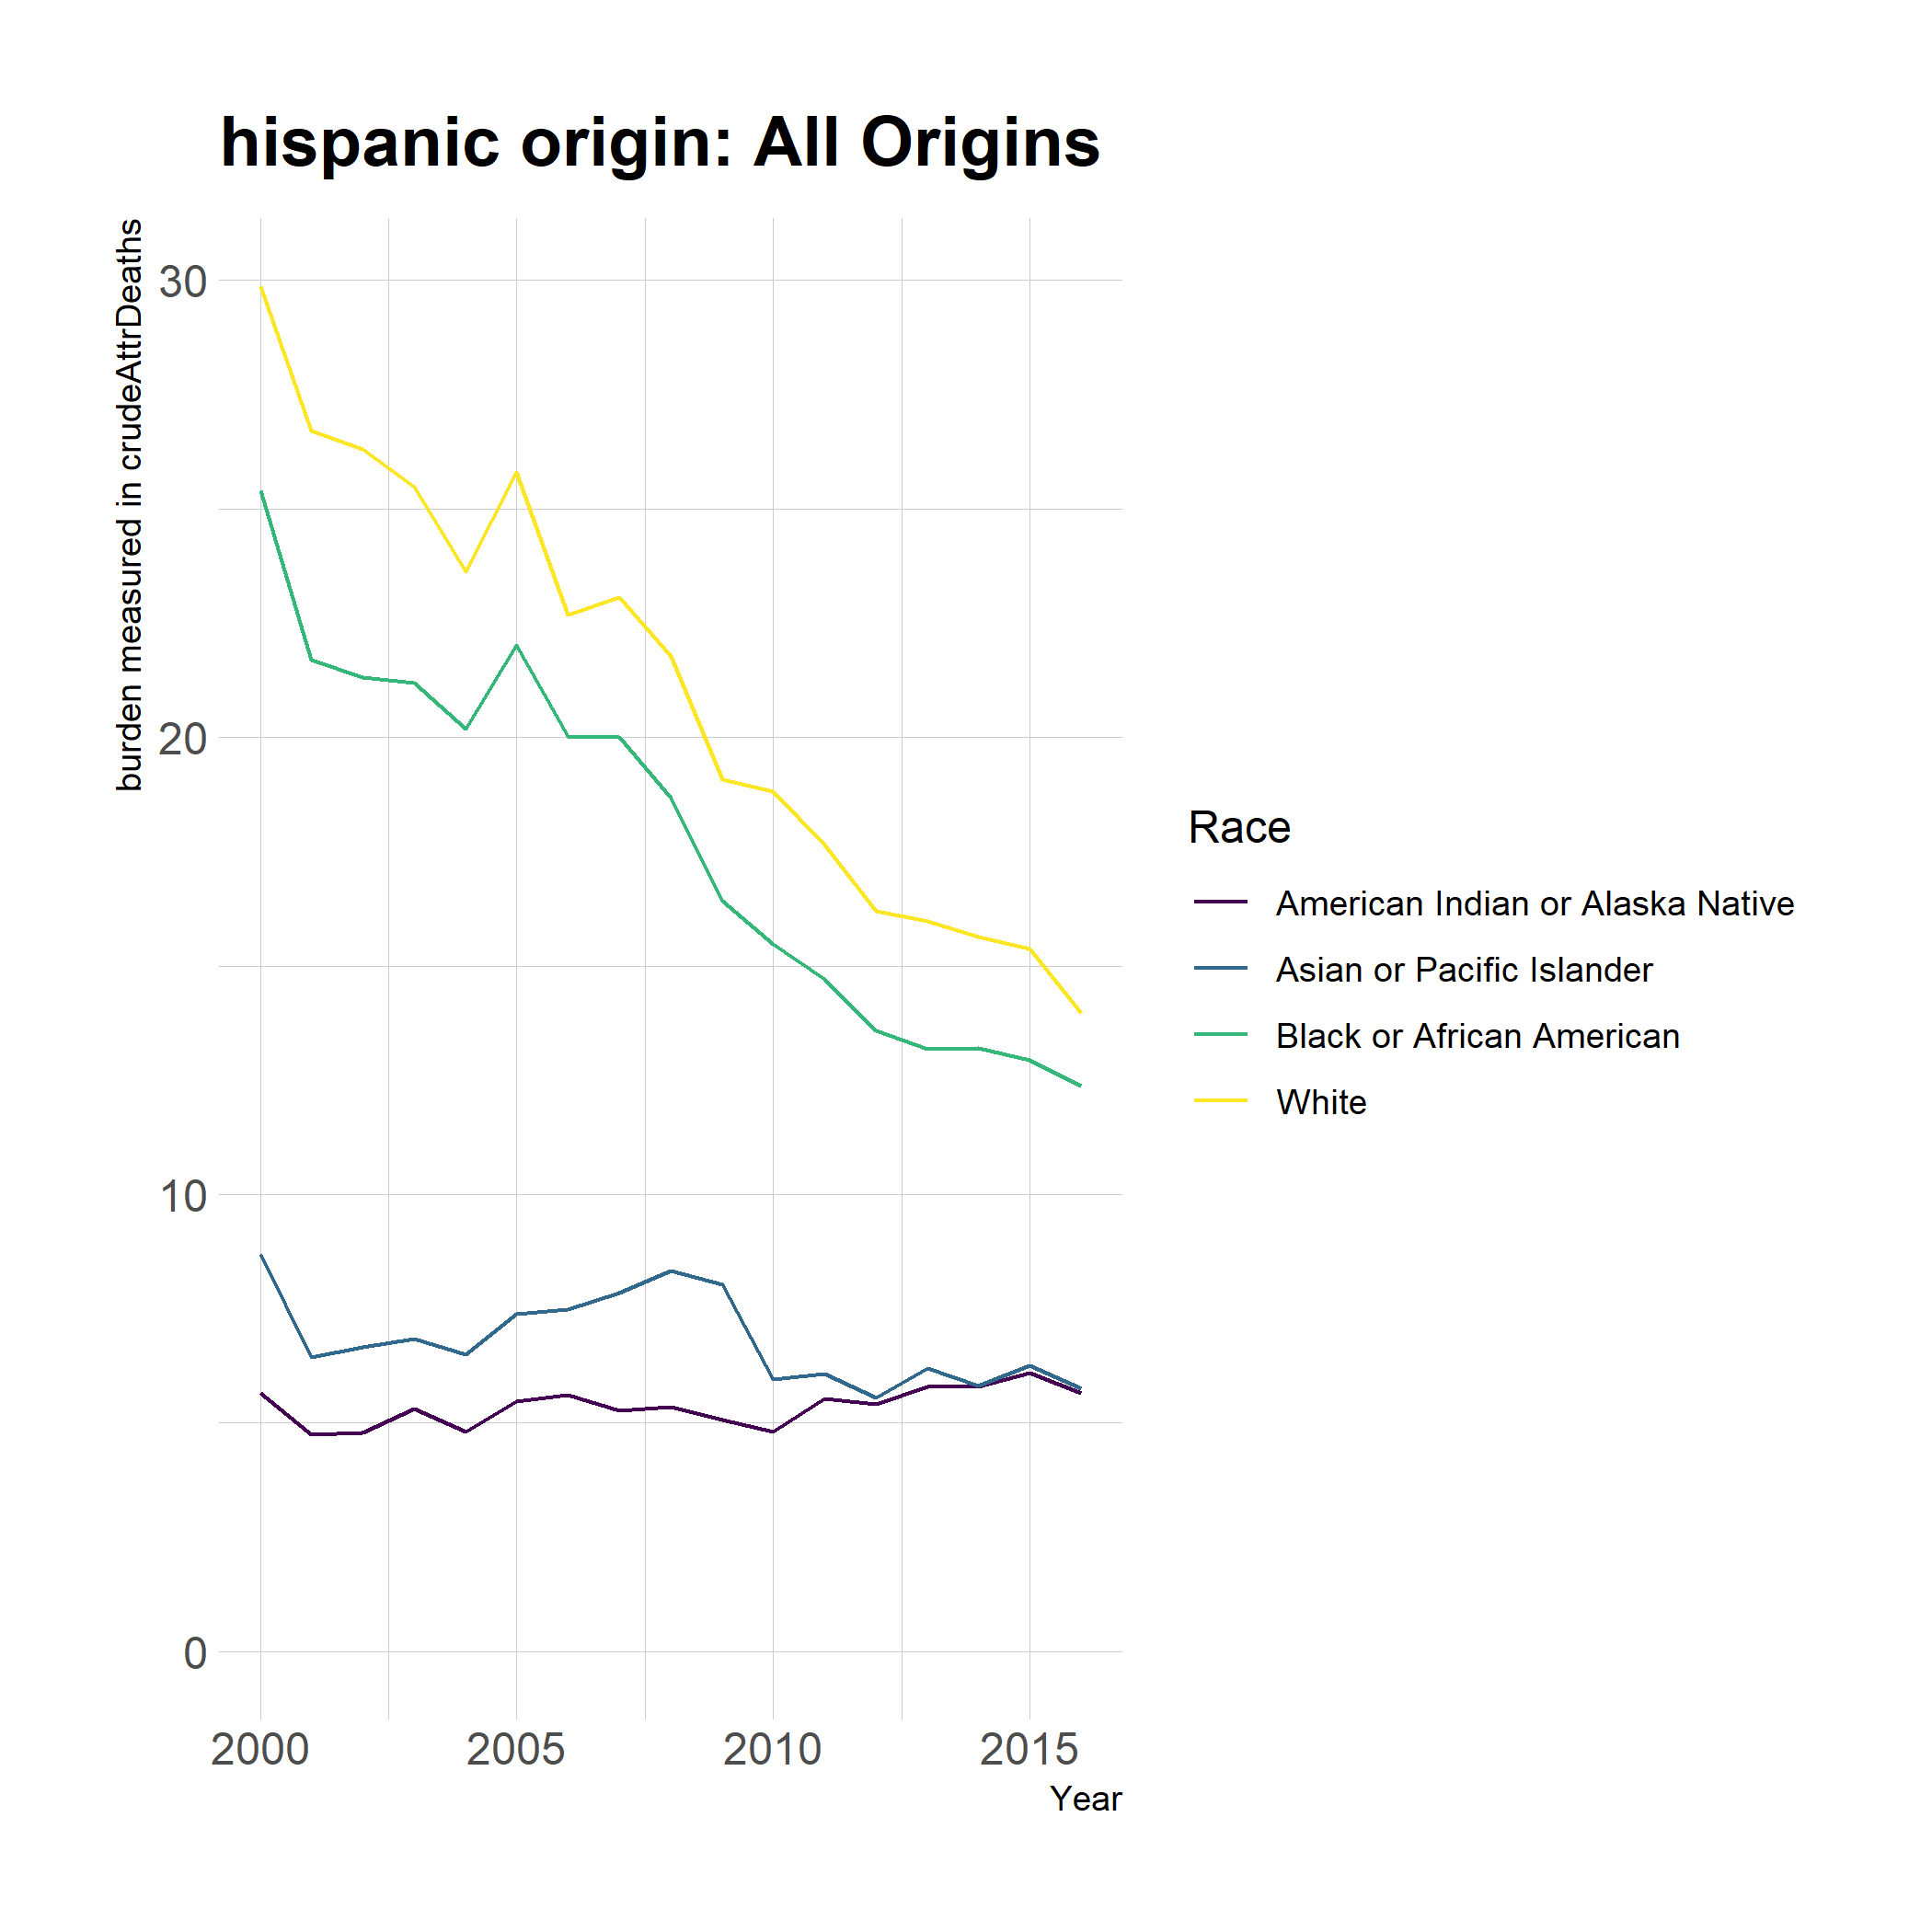 hispanic origin: All Origins
burden measured in crudeAttrDeaths
30
20
10
0
2000 2005 2010 2015
Year
Race
American Indian or Alaska Native
Asian or Pacific Islander
Black or African American
White